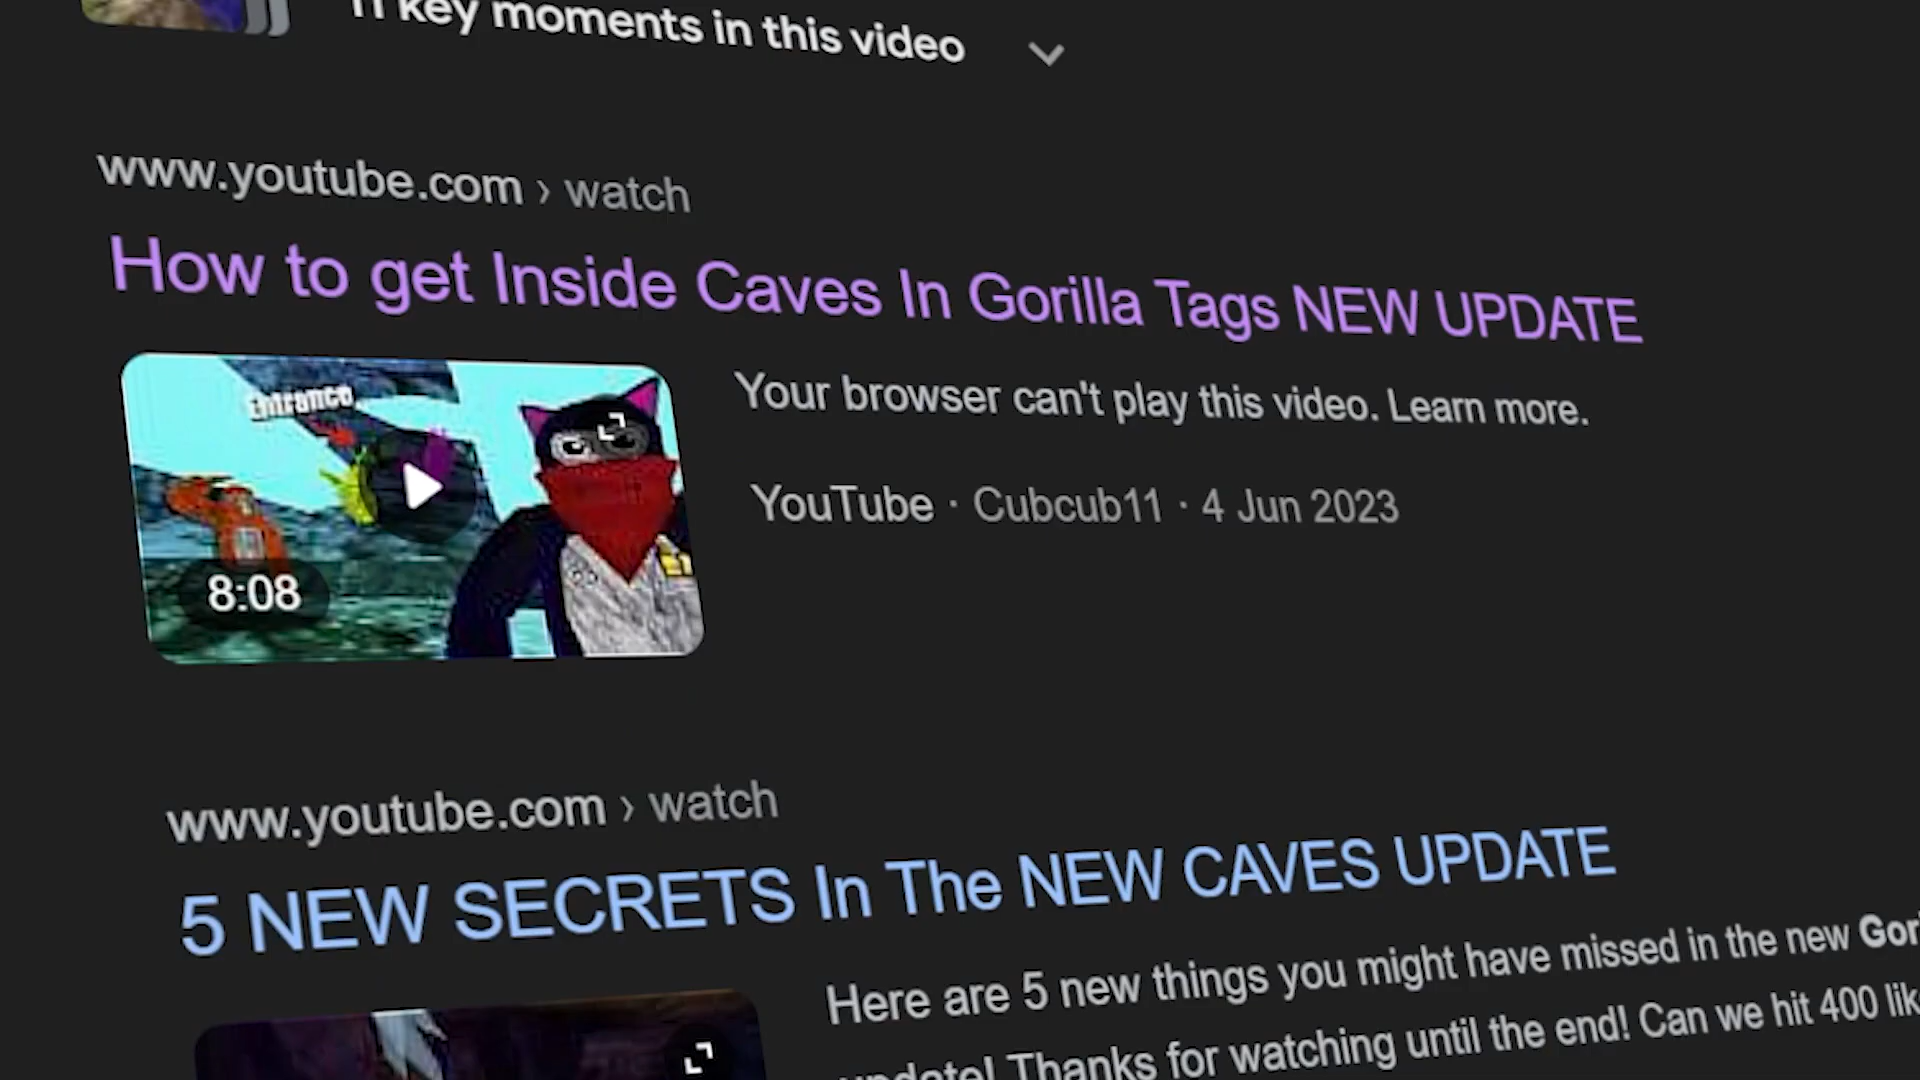 11 key moments in this video
www.youtube.com › watch
How to get Inside Caves In Gorilla Tags NEW UPDATE
Entrance
Your browser can't play this video. Learn more.
YouTube · Cubcub11 · 4 Jun 2023
8:08
www.youtube.com › watch
5 NEW SECRETS In The NEW CAVES UPDATE
Here are 5 new things you might have missed in the new
update! Thanks for watching until the end! Can we hit 400